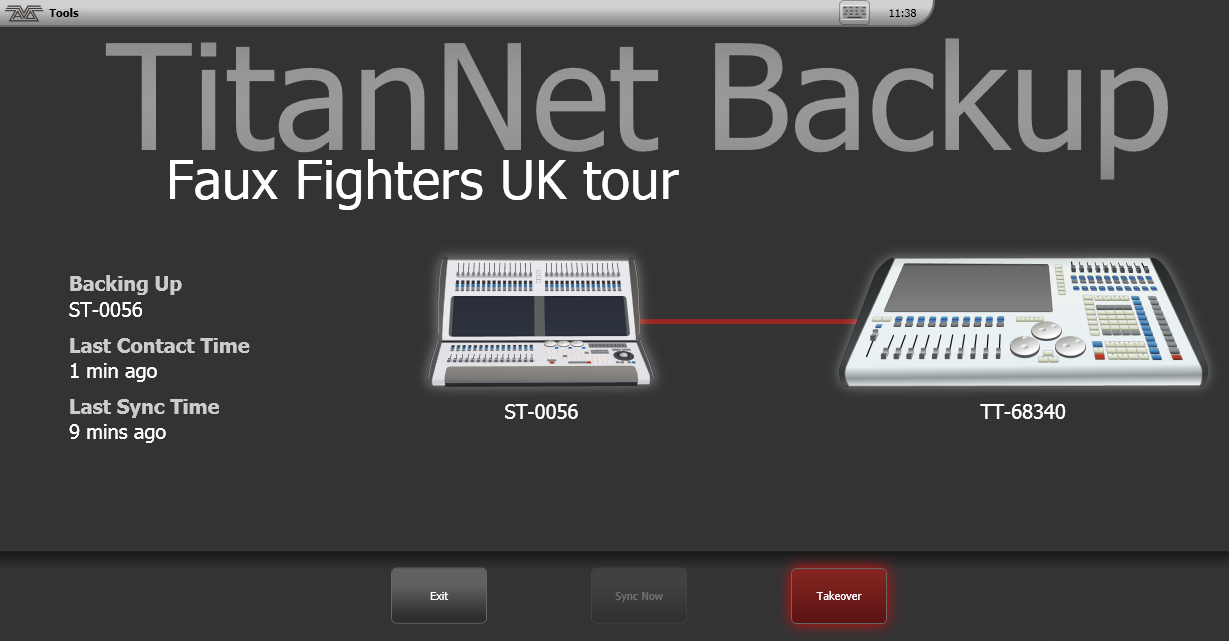 Tools
11:38
TitanNet Backup
Faux Fighters UK tour
Backing Up
ST-0056
Last Contact Time
1 min ago
Last Sync Time
9 mins ago
ST-0056
TT-68340
Exit
Sync Now
Takeover